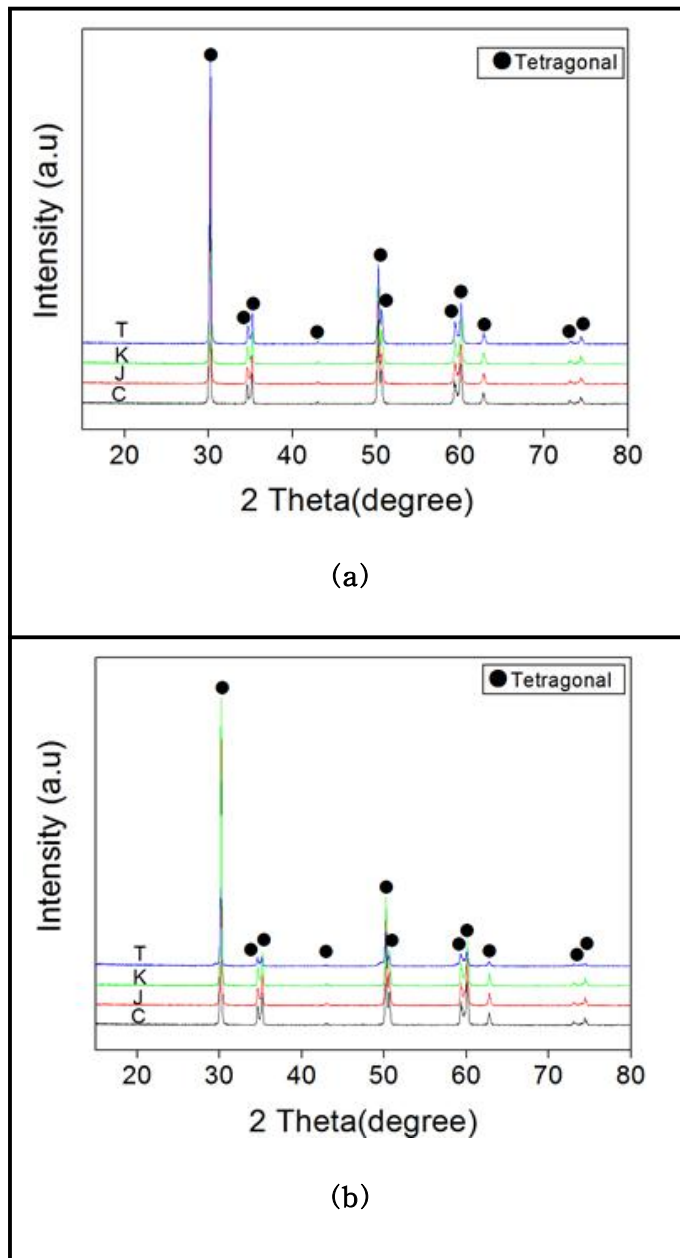 Tetragonal
Intensity (a.u)
T
K
J
C
20 30 40 50 60 70 80
2 Theta(degree)
(a)
Tetragonal
Intensity (a.u)
T
K
J
C
20 30 40 50 60 70 80
2 Theta(degree)
(b)